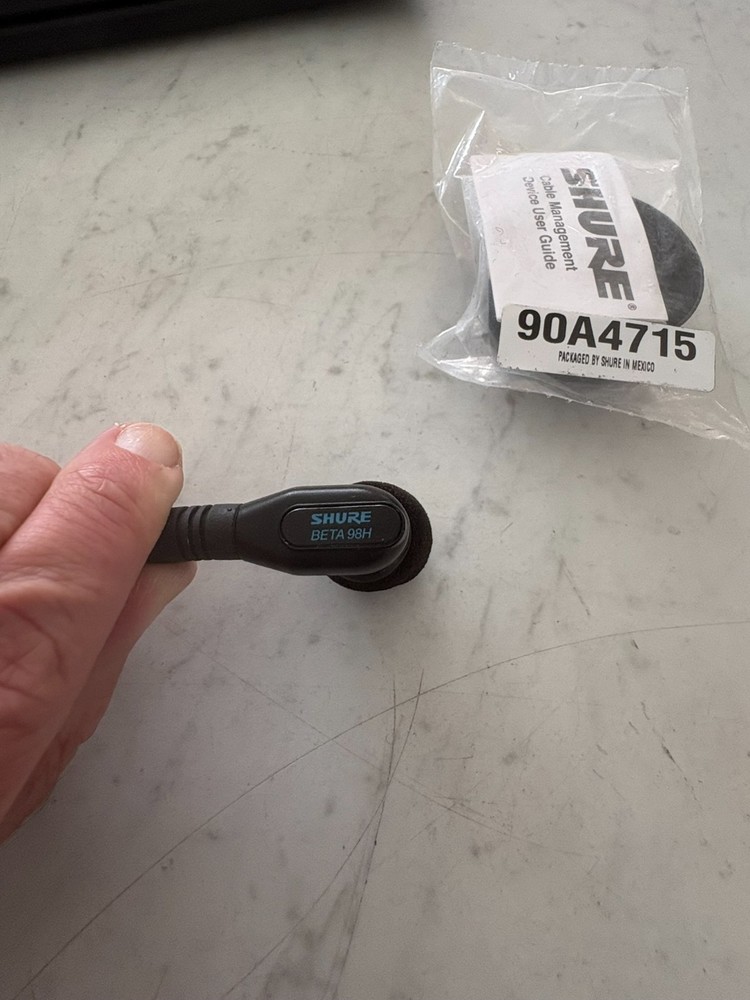 SHURE®
Cable Management
Device User Guide
90A4715
PACKAGED BY SHURE IN MEXICO
SHURE
BETA 98H